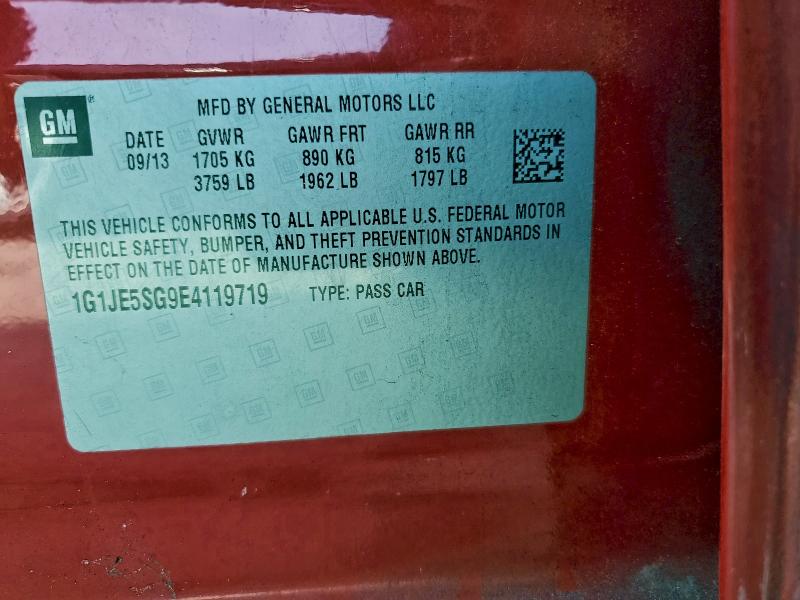 GM
MFD BY GENERAL MOTORS LLC
DATE GVWR GAWR FRT GAWR RR
09/13 1705 KG 890 KG 815 KG
3759 LB 1962 LB 1797 LB
THIS VEHICLE CONFORMS TO ALL APPLICABLE U.S. FEDERAL MOTOR
VEHICLE SAFETY, BUMPER, AND THEFT PREVENTION STANDARDS IN
EFFECT ON THE DATE OF MANUFACTURE SHOWN ABOVE.
1G1JE5SG9E4119719 TYPE: PASS CAR